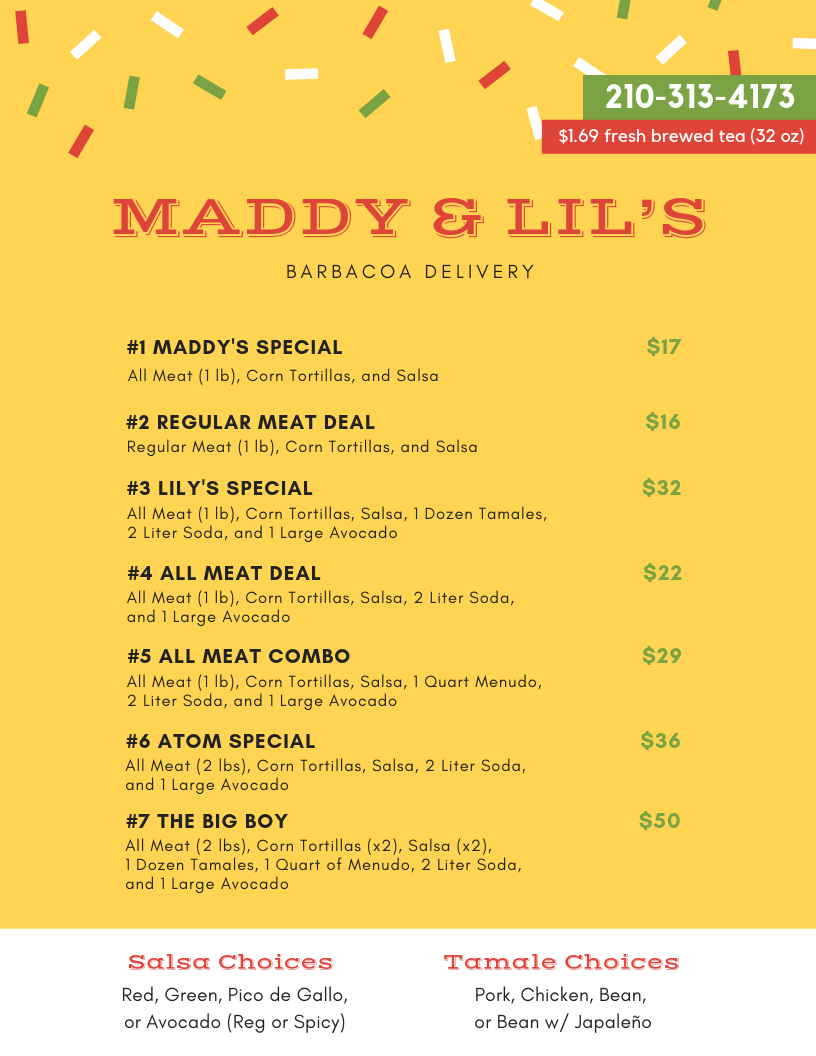 210-313-4173
$1.69 fresh brewed tea (32 oz)
MADDY & LIL'S
BARBACOA DELIVERY
#1 MADDY'S SPECIAL $17
All Meat (1 lb), Corn Tortillas, and Salsa
#2 REGULAR MEAT DEAL $16
Regular Meat (1 lb), Corn Tortillas, and Salsa
#3 LILY'S SPECIAL $32
All Meat (1 lb), Corn Tortillas, Salsa, 1 Dozen Tamales,
2 Liter Soda, and 1 Large Avocado
#4 ALL MEAT DEAL $22
All Meat (1 lb), Corn Tortillas, Salsa, 2 Liter Soda,
and 1 Large Avocado
#5 ALL MEAT COMBO $29
All Meat (1 lb), Corn Tortillas, Salsa, 1 Quart Menudo,
2 Liter Soda, and 1 Large Avocado
#6 ATOM SPECIAL $36
All Meat (2 lbs), Corn Tortillas, Salsa, 2 Liter Soda,
and 1 Large Avocado
#7 THE BIG BOY $50
All Meat (2 lbs), Corn Tortillas (x2), Salsa (x2),
1 Dozen Tamales, 1 Quart of Menudo, 2 Liter Soda,
and 1 Large Avocado
Salsa Choices
Red, Green, Pico de Gallo,
or Avocado (Reg or Spicy)
Tamale Choices
Pork, Chicken, Bean,
or Bean w/ Japaleño